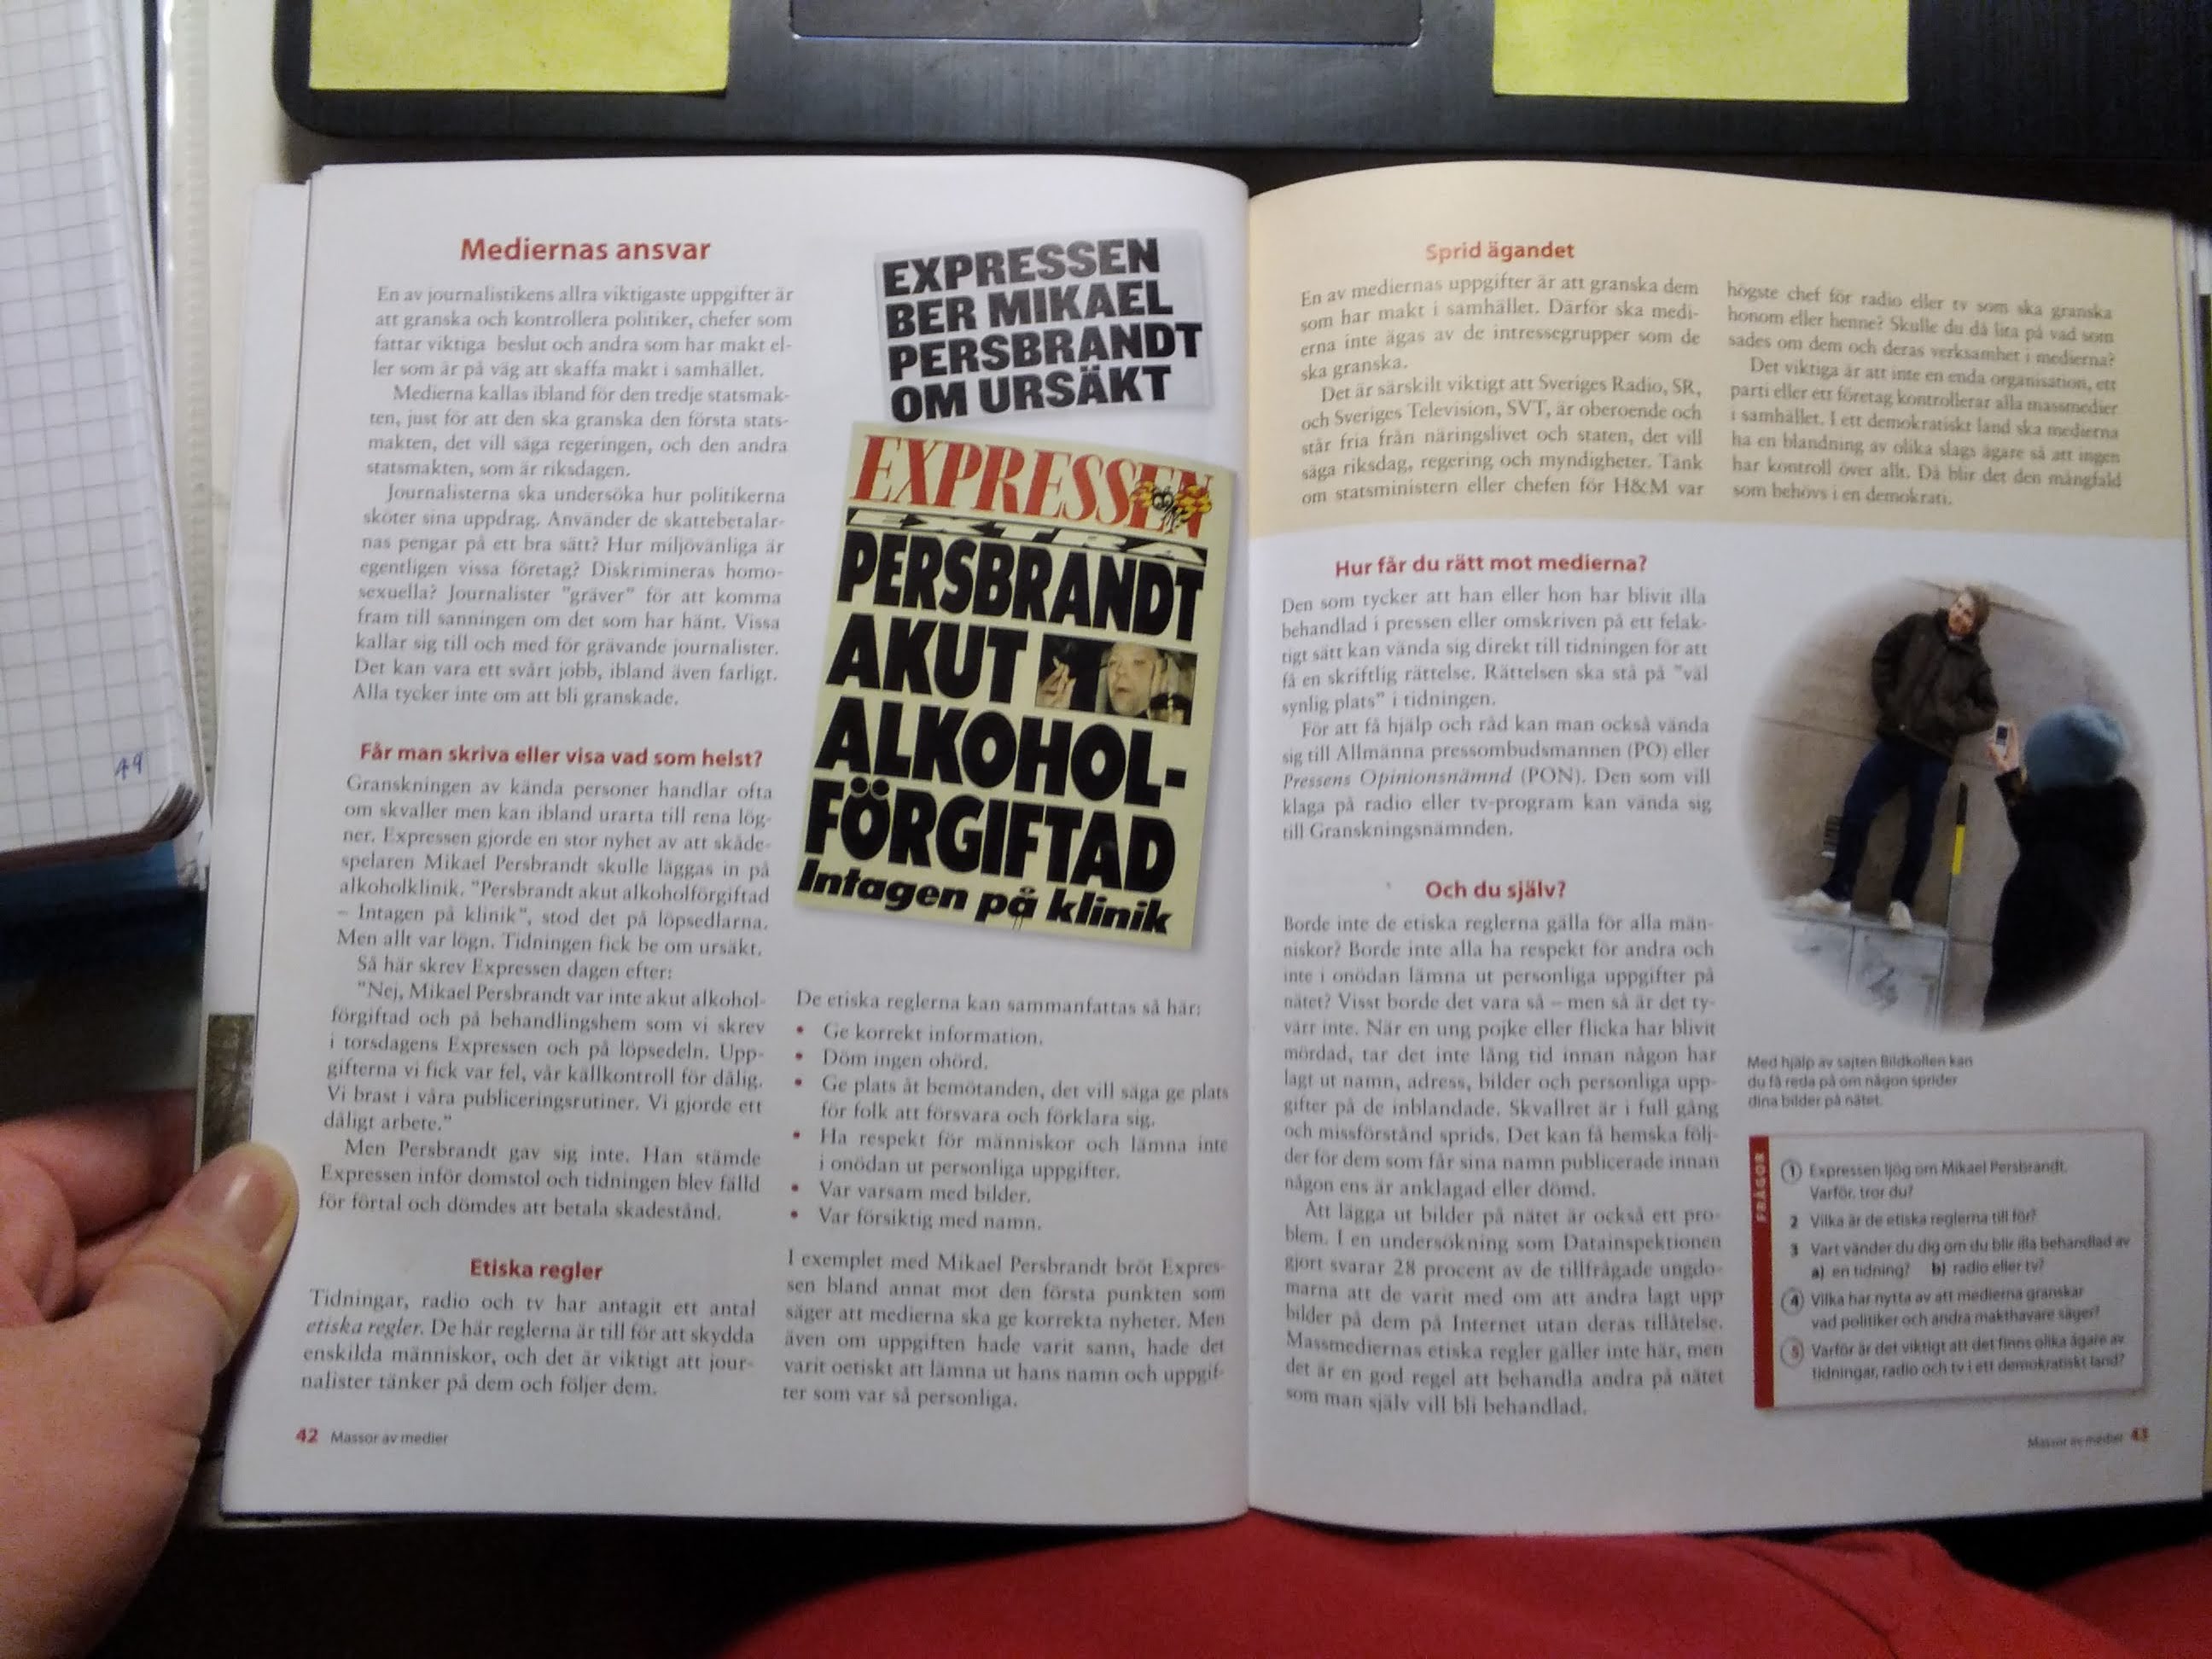 49
Mediernas ansvar
En av journalistikens allra viktigaste uppgifter är
att granska och kontrollera politiker, chefer som
fattar viktiga beslut och andra som har makt el-
ler som är på väg att skaffa makt i samhället.
Medierna kallas ibland för den tredje statsmak-
ten, just för att den ska granska den första stats-
makten, det vill säga regeringen, och den andra
statsmakten, som är riksdagen.
Journalisterna ska undersöka hur politikerna
sköter sina uppdrag. Använder de skattebetalar-
nas pengar på ett bra sätt? Hur miljövänliga är
egentligen vissa företag? Diskrimineras homo-
sexuella? Journalister "gräver" för att komma
fram till sanningen om det som har hänt. Vissa
kallar sig till och med för grävande journalister.
Det kan vara ett svårt jobb, ibland även farligt.
Alla tycker inte om att bli granskade.
Får man skriva eller visa vad som helst?
Granskningen av kända personer handlar ofta
om skvaller men kan ibland urarta till rena lög-
ner. Expressen gjorde en stor nyhet av att skåde-
spelaren Mikael Persbrandt skulle läggas in på
alkoholklinik. "Persbrandt akut alkoholförgiftad
– Intagen på klinik", stod det på löpsedlarna.
Men allt var lögn. Tidningen fick be om ursäkt.
Så här skrev Expressen dagen efter:
"Nej, Mikael Persbrandt var inte akut alkohol-
förgiftad och på behandlingshem som vi skrev
i torsdagens Expressen och på löpsedeln. Upp-
gifterna vi fick var fel, vår källkontroll för dålig.
Vi brast i våra publiceringsrutiner. Vi gjorde ett
dåligt arbete."
Men Persbrandt gav sig inte. Han stämde
Expressen inför domstol och tidningen blev fälld
för förtal och dömdes att betala skadestånd.
Etiska regler
Tidningar, radio och tv har antagit ett antal
etiska regler. De här reglerna är till för att skydda
enskilda människor, och det är viktigt att jour-
nalister tänker på dem och följer dem.
42 Massor av medier
EXPRESSEN
BER MIKAEL
PERSBRANDT
OM URSÄKT
EXPRESSEN
EXTRA
PERSBRANDT
AKUT
ALKOHOL-
FÖRGIFTAD
Intagen på klinik
De etiska reglerna kan sammanfattas så här:
• Ge korrekt information.
• Döm ingen ohörd.
• Ge plats åt bemötanden, det vill säga ge plats
för folk att försvara och förklara sig.
• Ha respekt för människor och lämna inte
i onödan ut personliga uppgifter.
• Var varsam med bilder.
• Var försiktig med namn.
I exemplet med Mikael Persbrandt bröt Expres-
sen bland annat mot den första punkten som
säger att medierna ska ge korrekta nyheter. Men
även om uppgiften hade varit sann, hade det
varit oetiskt att lämna ut hans namn och uppgif-
ter som var så personliga.
Sprid ägandet
En av mediernas uppgifter är att granska dem
som har makt i samhället. Därför ska medi-
erna inte ägas av de intressegrupper som de
ska granska.
Det är särskilt viktigt att Sveriges Radio, SR,
och Sveriges Television, SVT, är oberoende och
står fria från näringslivet och staten, det vill
säga riksdag, regering och myndigheter. Tänk
om statsministern eller chefen för H&M var
högste chef för radio eller tv som ska granska
honom eller henne? Skulle du då lita på vad som
sades om dem och deras verksamhet i medierna?
Det viktiga är att inte en enda organisation, ett
parti eller ett företag kontrollerar alla massmedier
i samhället. I ett demokratiskt land ska medierna
ha en blandning av olika slags ägare så att ingen
har kontroll över allt. Då blir det den mångfald
som behövs i en demokrati.
Hur får du rätt mot medierna?
Den som tycker att han eller hon har blivit illa
behandlad i pressen eller omskriven på ett felak-
tigt sätt kan vända sig direkt till tidningen för att
få en skriftlig rättelse. Rättelsen ska stå på "väl
synlig plats" i tidningen.
För att få hjälp och råd kan man också vända
sig till Allmänna pressombudsmannen (PO) eller
Pressens Opinionsnämnd (PON). Den som vill
klaga på radio eller tv-program kan vända sig
till Granskningsnämnden.
Och du själv?
Borde inte de etiska reglerna gälla för alla män-
niskor? Borde inte alla ha respekt för andra och
inte i onödan lämna ut personliga uppgifter på
nätet? Visst borde det vara så – men så är det ty-
värr inte. När en ung pojke eller flicka har blivit
mördad, tar det inte lång tid innan någon har
lagt ut namn, adress, bilder och personliga upp-
gifter på de inblandade. Skvallret är i full gång
och missförstånd sprids. Det kan få hemska följ-
der för dem som får sina namn publicerade innan
någon ens är anklagad eller dömd.
Att lägga ut bilder på nätet är också ett pro-
blem. I en undersökning som Datainspektionen
gjort svarar 28 procent av de tillfrågade ungdo-
marna att de varit med om att andra lagt upp
bilder på dem på Internet utan deras tillåtelse.
Massmediernas etiska regler gäller inte här, men
det är en god regel att behandla andra på nätet
som man själv vill bli behandlad.
Med hjälp av sajten Bildkollen kan
du få reda på om någon sprider
dina bilder på nätet.
FRÅGOR
1 Expressen ljög om Mikael Persbrandt.
Varför, tror du?
2 Vilka är de etiska reglerna till för?
3 Vart vänder du dig om du blir illa behandlad av
a) en tidning? b) radio eller tv?
4 Vilka har nytta av att medierna granskar
vad politiker och andra makthavare säger?
5 Varför är det viktigt att det finns olika ägare av
tidningar, radio och tv i ett demokratiskt land?
Massor av medier 43